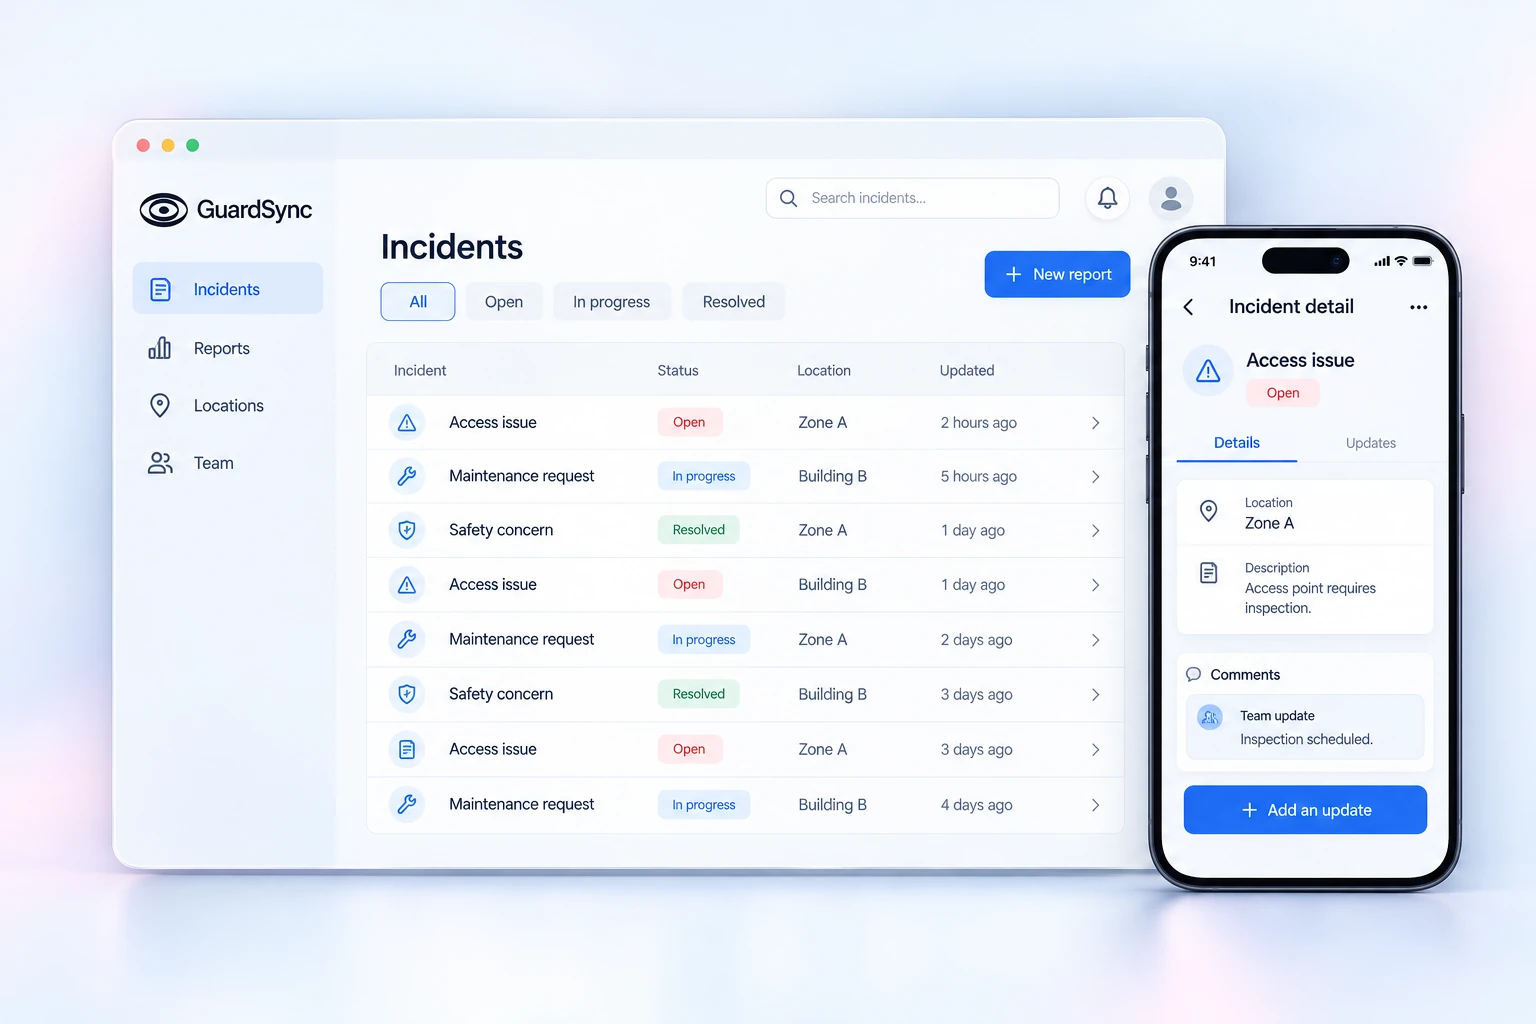 GuardSync
Incidents
Reports
Locations
Team
Search incidents...
Incidents
New report
All
Open
In progress
Resolved
Incident Status Location Updated
Access issue Open Zone A 2 hours ago
Maintenance request In progress Building B 5 hours ago
Safety concern Resolved Zone A 1 day ago
Access issue Open Building B 1 day ago
Maintenance request In progress Zone A 2 days ago
Safety concern Resolved Building B 3 days ago
Access issue Open Zone A 3 days ago
Maintenance request In progress Building B 4 days ago
9:41
Incident detail
Access issue
Open
Details Updates
Location
Zone A
Description
Access point requires
inspection.
Comments
Team update
Inspection scheduled.
Add an update